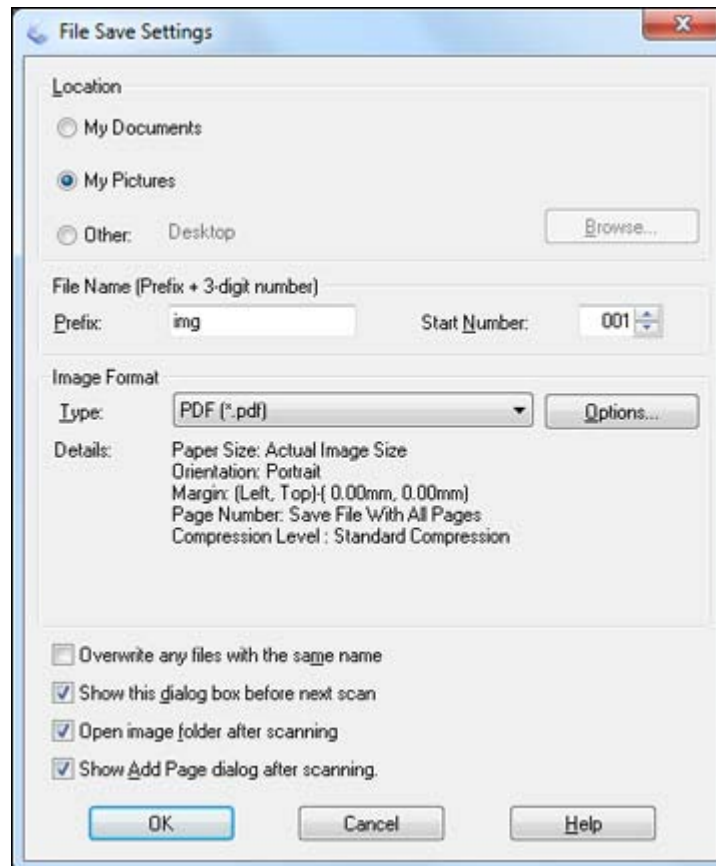 File Save Settings
Location
My Documents
My Pictures
Other: Desktop Browse...
File Name (Prefix + 3-digit number)
Prefix: img Start Number: 001
Image Format
Type: PDF (*.pdf) Options...
Details: Paper Size: Actual Image Size
Orientation: Portrait
Margin: (Left, Top)-( 0.00mm, 0.00mm)
Page Number: Save File With All Pages
Compression Level : Standard Compression
Overwrite any files with the same name
Show this dialog box before next scan
Open image folder after scanning
Show Add Page dialog after scanning.
OK Cancel Help